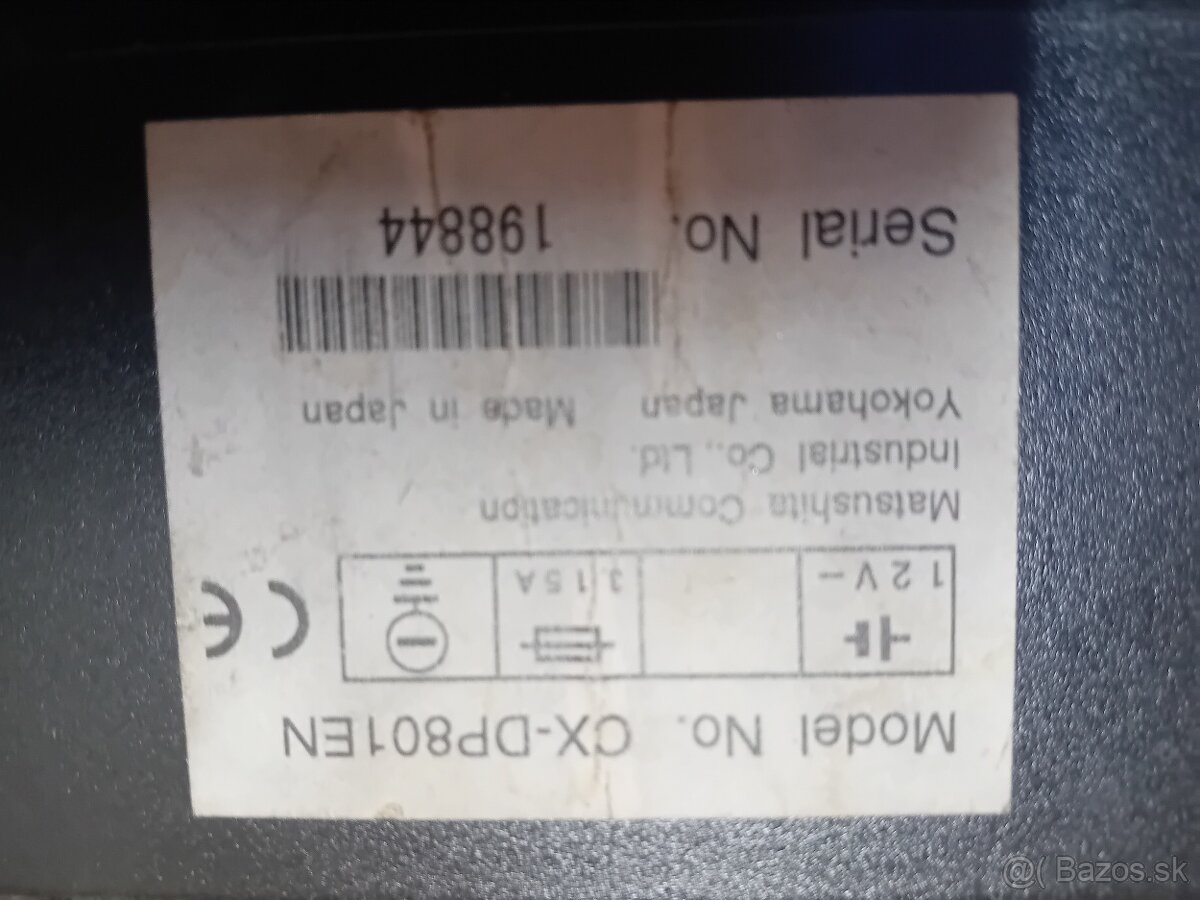 Model No. CX-DP801EN
12V⎓
3.15A
CE
Matsushita Communication
Industrial Co., Ltd.
Yokohama Japan Made in Japan
Serial No. 198844
@( Bazos.sk